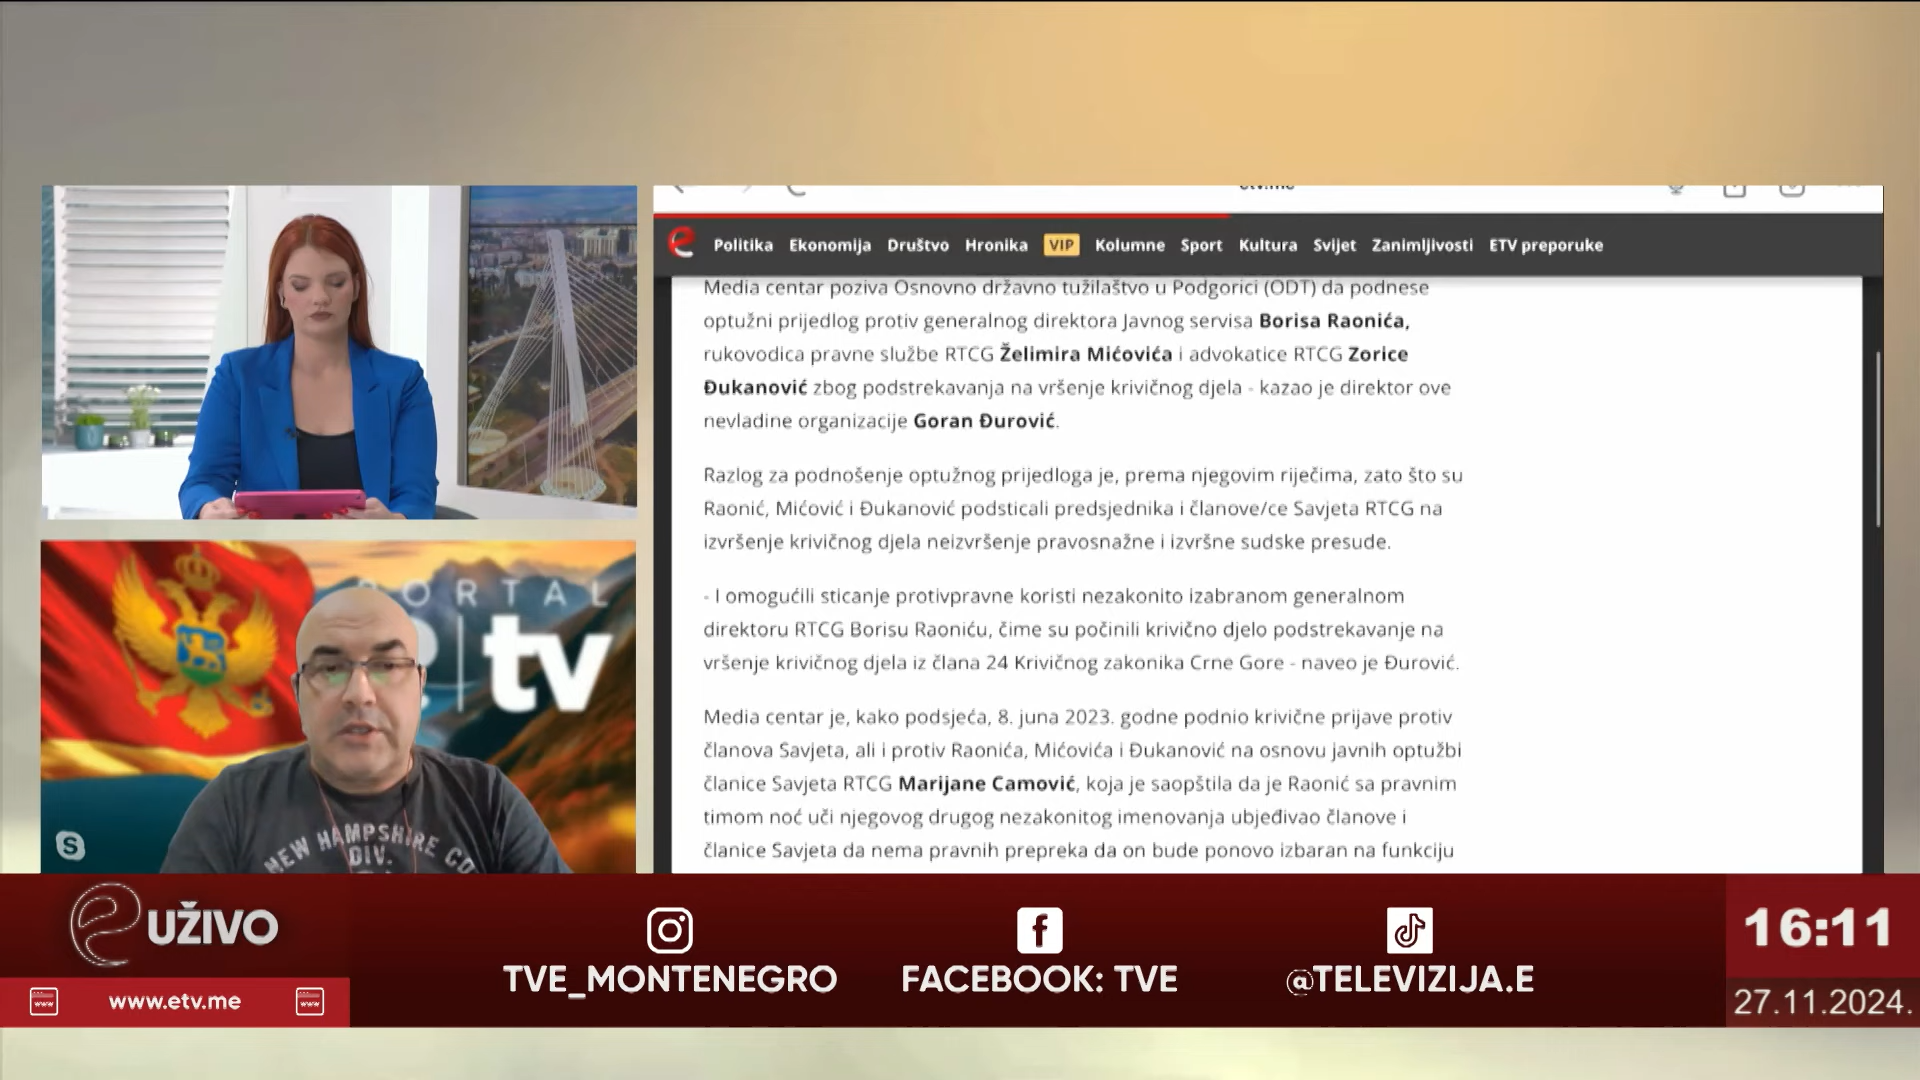 Politika Ekonomija Društvo Hronika VIP Kolumne Sport Kultura Svijet Zanimljivosti ETV preporuke
Media centar poziva Osnovno državno tužilaštvo u Podgorici (ODT) da podnese
optužni prijedlog protiv generalnog direktora Javnog servisa Borisa Raonića,
rukovodica pravne službe RTCG Želimira Mićovića i advokatice RTCG Zorice
Đukanović zbog podstrekavanja na vršenje krivičnog djela - kazao je direktor ove
nevladine organizacije Goran Đurović.
Razlog za podnošenje optužnog prijedloga je, prema njegovim riječima, zato što su
Raonić, Mićović i Đukanović podsticali predsjednika i članove/ce Savjeta RTCG na
izvršenje krivičnog djela neizvršenje pravosnažne i izvršne sudske presude.
- I omogućili sticanje protivpravne koristi nezakonito izabranom generalnom
direktoru RTCG Borisu Raoniću, čime su počinili krivično djelo podstrekavanje na
vršenje krivičnog djela iz člana 24 Krivičnog zakonika Crne Gore - naveo je Đurović.
Media centar je, kako podsjeća, 8. juna 2023. godne podnio krivične prijave protiv
članova Savjeta, ali i protiv Raonića, Mićovića i Đukanović na osnovu javnih optužbi
članice Savjeta RTCG Marijane Camović, koja je saopštila da je Raonić sa pravnim
timom noć uči njegovog drugog nezakonitog imenovanja ubjeđivao članove i
članice Savjeta da nema pravnih prepreka da on bude ponovo izbaran na funkciju
PORTAL
e|tv
NEW HAMPSHIRE CO
DIV.
e UŽIVO
www.etv.me
TVE_MONTENEGRO
FACEBOOK: TVE
@TELEVIZIJA.E
16:11
27.11.2024.